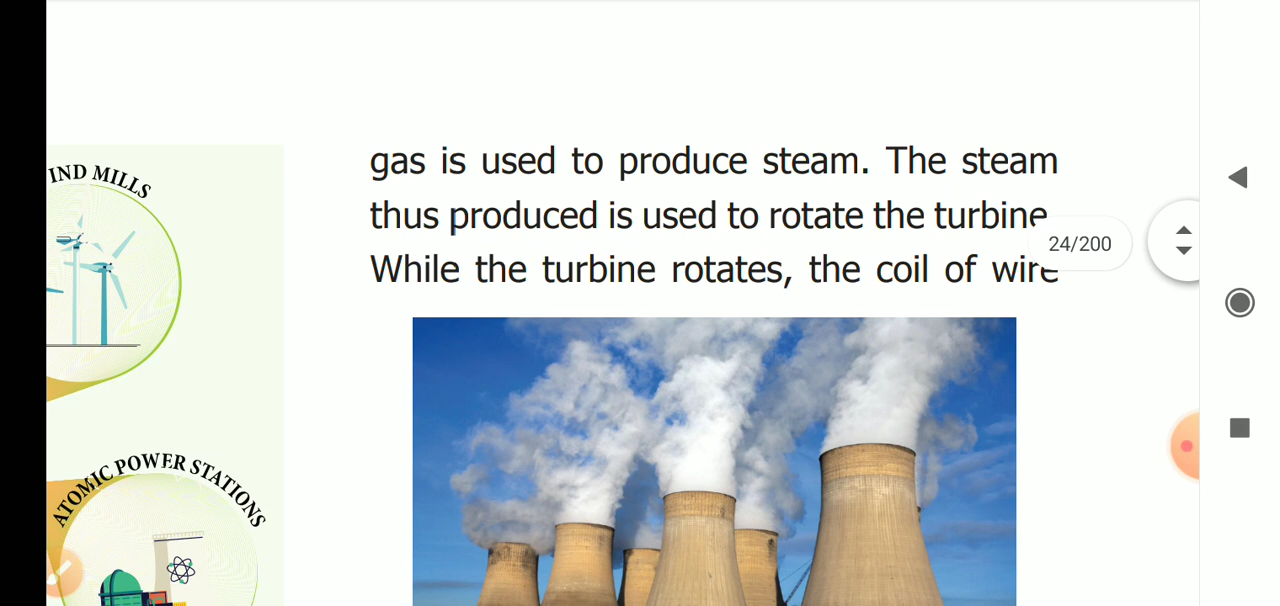 IND MILLS
ATOMIC POWER STATIONS
gas is used to produce steam. The steam
thus produced is used to rotate the turbine
While the turbine rotates, the coil of wire
24/200